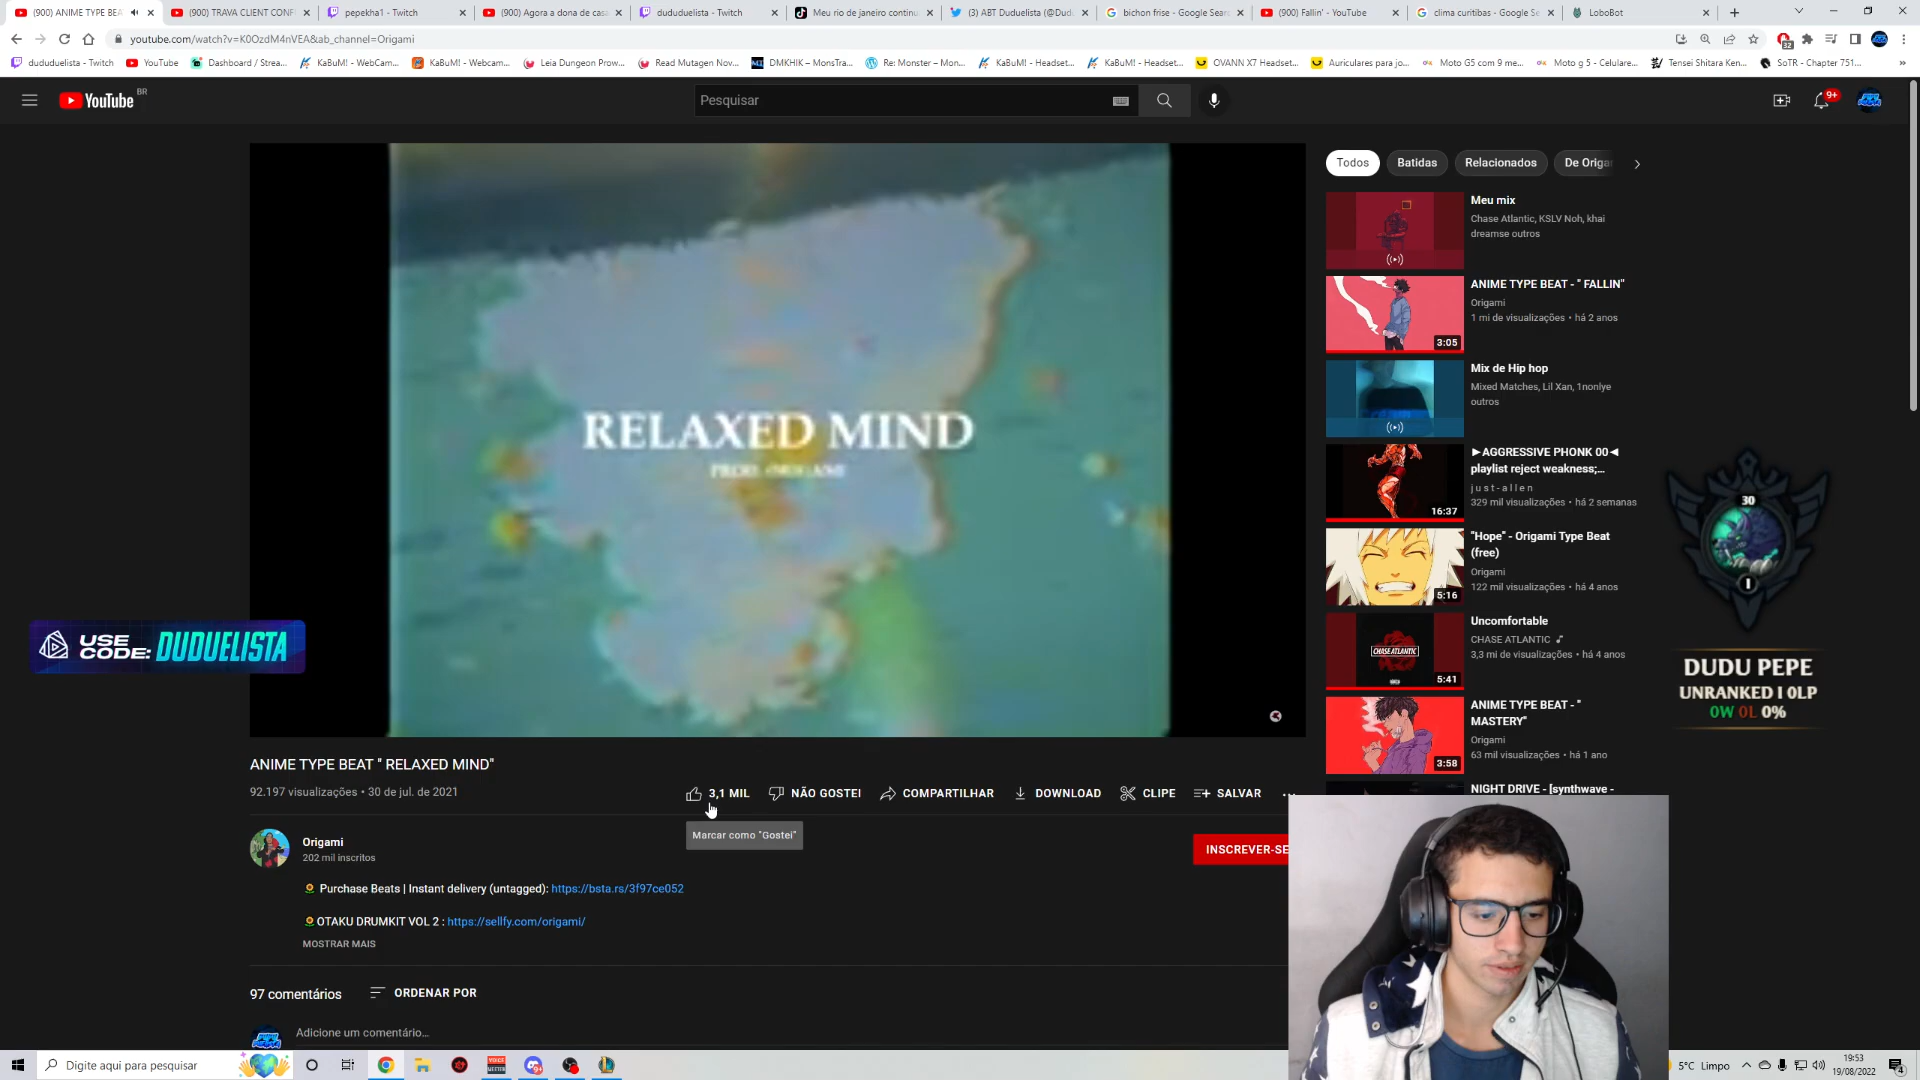 (900) ANIME TYPE BEA
(900) TRAVA CLIENT CONFI
pepekha1 - Twitch
(900) Agora a dona de casa
dududuelista - Twitch
Meu rio de janeiro continu
(3) ABT Duduelista (@Dud
bichon frise - Google Sear
(900) Fallin' - YouTube
clima curitibas - Google Se
LoboBot
youtube.com/watch?v=K0OzdM4nVEA&ab_channel=Origami
32
dududuelista - Twitch
YouTube
Dashboard / Strea...
KaBuM! - WebCam...
KaBuM! - Webcam...
Leia Dungeon Prow...
Read Mutagen Nov...
DMKHIK – MonsTra...
Re: Monster – Mon...
KaBuM! - Headset...
KaBuM! - Headset...
OVANN X7 Headset...
Auriculares para jo...
Moto G5 com 9 me...
Moto g 5 - Celulare...
Tensei Shitara Ken...
SoTR - Chapter 751...
YouTube BR
Pesquisar
9+
RELAXED MIND
PROD. ORIGAMI
USE CODE: DUDUELISTA
Todos
Batidas
Relacionados
De Origa
Meu mix
Chase Atlantic, KSLV Noh, khai
dreamse outros
ANIME TYPE BEAT - " FALLIN"
Origami
1 mi de visualizações • há 2 anos
3:05
Mix de Hip hop
Mixed Matches, Lil Xan, 1nonlye
outros
►AGGRESSIVE PHONK 00◄
playlist reject weakness;...
j u s t - a l l e n
329 mil visualizações • há 2 semanas
16:37
"Hope" - Origami Type Beat
(free)
Origami
122 mil visualizações • há 4 anos
5:16
Uncomfortable
CHASE ATLANTIC
3,3 mi de visualizações • há 4 anos
CHASE ATLANTIC
5:41
ANIME TYPE BEAT - "
MASTERY"
Origami
63 mil visualizações • há 1 ano
3:58
NIGHT DRIVE - [synthwave -
30
I
DUDU PEPE
UNRANKED I 0LP
0W 0L 0%
ANIME TYPE BEAT " RELAXED MIND"
92.197 visualizações • 30 de jul. de 2021
3,1 MIL
NÃO GOSTEI
COMPARTILHAR
DOWNLOAD
CLIPE
SALVAR
Marcar como "Gostei"
Origami
202 mil inscritos
INSCREVER-SE
Purchase Beats | Instant delivery (untagged): https://bsta.rs/3f97ce052
OTAKU DRUMKIT VOL 2 : https://sellfy.com/origami/
MOSTRAR MAIS
97 comentários
ORDENAR POR
Adicione um comentário...
Digite aqui para pesquisar
5°C Limpo
19:53
19/08/2022
4